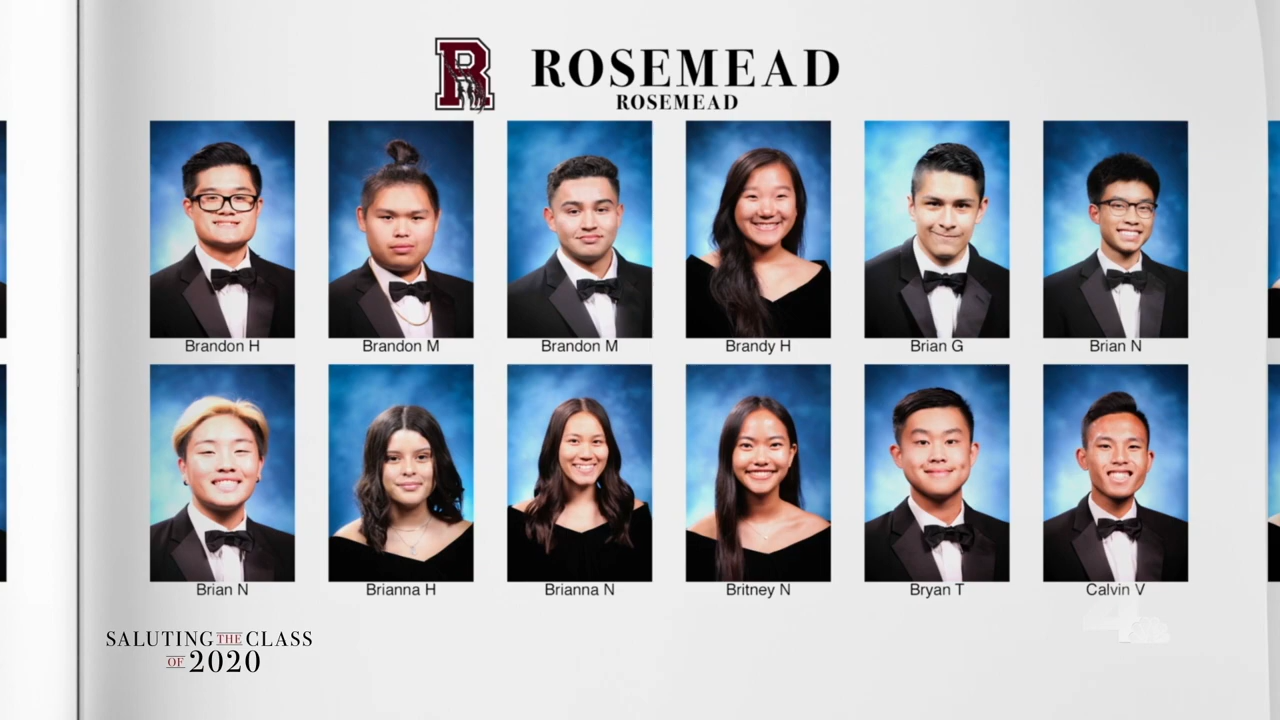 R ROSEMEAD
ROSEMEAD
Brandon H
Brandon M
Brandon M
Brandy H
Brian G
Brian N
Brian N
Brianna H
Brianna N
Britney N
Bryan T
Calvin V
SALUTING THE CLASS
OF 2020
4